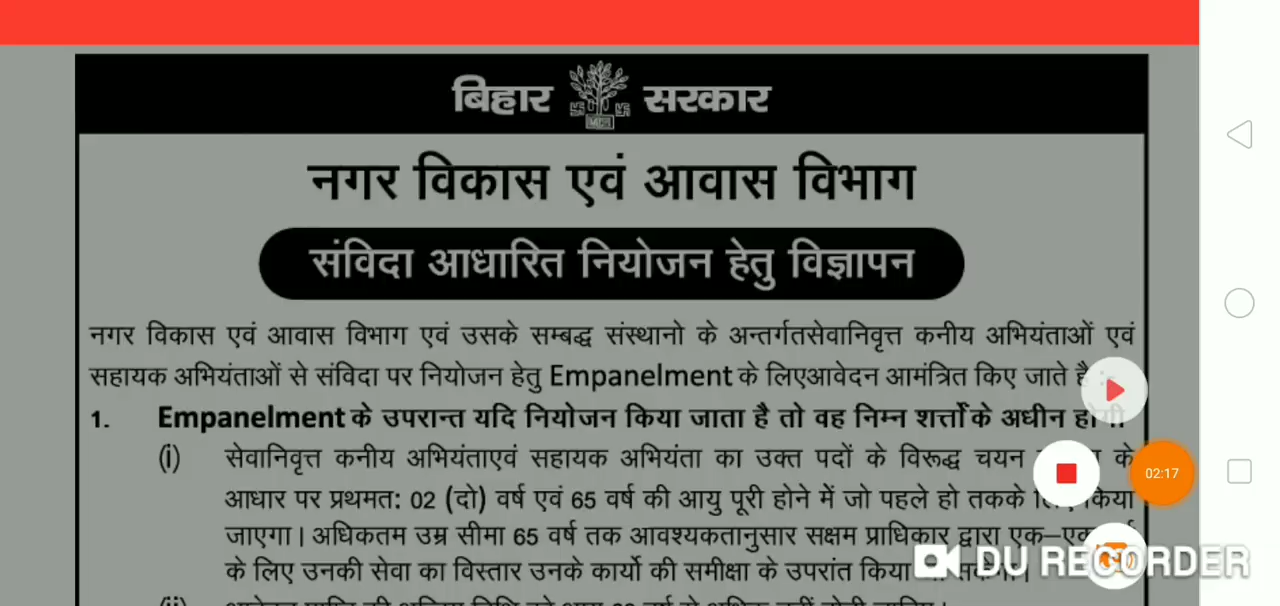 बिहार सरकार
नगर विकास एवं आवास विभाग
संविदा आधारित नियोजन हेतु विज्ञापन
नगर विकास एवं आवास विभाग एवं उसके सम्बद्ध संस्थानो के अन्तर्गतसेवानिवृत्त कनीय अभियंताओं एवं
सहायक अभियंताओं से संविदा पर नियोजन हेतु Empanelment के लिएआवेदन आमंत्रित किए जाते है
1. Empanelment के उपरान्त यदि नियोजन किया जाता है तो वह निम्न शर्त्तों के अधीन होगी
(i) सेवानिवृत्त कनीय अभियंताएवं सहायक अभियंता का उक्त पदों के विरूद्ध चयन के
आधार पर प्रथमतः 02 (दो) वर्ष एवं 65 वर्ष की आयु पूरी होने में जो पहले हो तकके किया
जाएगा। अधिकतम उम्र सीमा 65 वर्ष तक आवश्यकतानुसार सक्षम प्राधिकार द्वारा
के लिए उनकी सेवा का विस्तार उनके कार्यो की समीक्षा के उपरांत किया
02:17
DU RECORDER